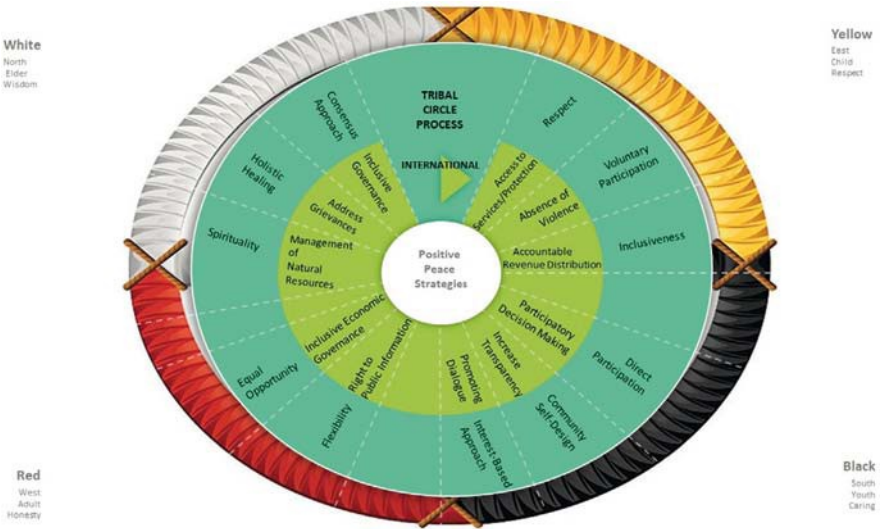 White
North
Elder
Wisdom
Yellow
East
Child
Respect
TRIBAL
CIRCLE
PROCESS
INTERNATIONAL
Respect
Voluntary
Participation
Inclusiveness
Direct
Participation
Community
Self-Design
Interest-Based
Approach
Flexibility
Equal
Opportunity
Spirituality
Holistic
Healing
Consensus
Approach
Access to
Services/Protection
Absence of
Violence
Accountable
Revenue Distribution
Participatory
Decision Making
Increase
Transparency
Promoting
Dialogue
Right to
Public Information
Inclusive Economic
Governance
Management
of
Natural
Resources
Address
Grievances
Inclusive
Governance
Positive
Peace
Strategies
Red
West
Adult
Honesty
Black
South
Youth
Caring